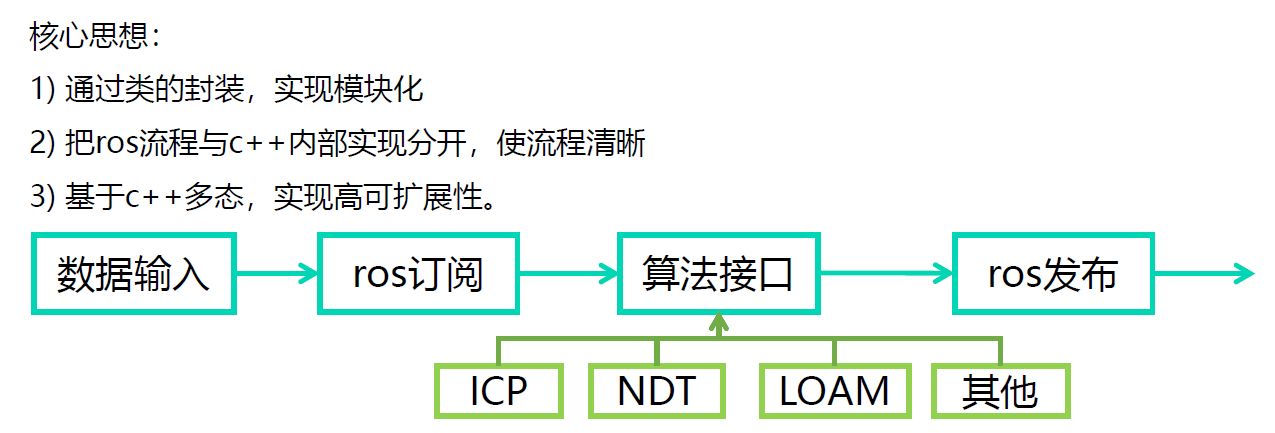 核心思想：
1) 通过类的封装，实现模块化
2) 把ros流程与c++内部实现分开，使流程清晰
3) 基于c++多态，实现高可扩展性。
数据输入
ros订阅
算法接口
ros发布
ICP
NDT
LOAM
其他